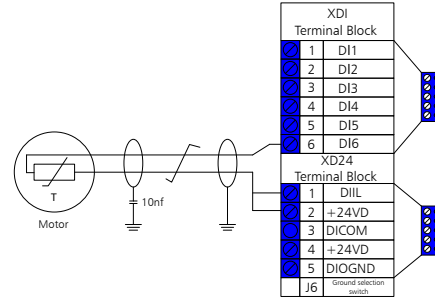 XDI
Terminal Block
1 DI1
2 DI2
3 DI3
4 DI4
5 DI5
6 DI6
XD24
Terminal Block
1 DIIL
2 +24VD
3 DICOM
4 +24VD
5 DIOGND
J6 Ground selection
switch
T
Motor
10nf